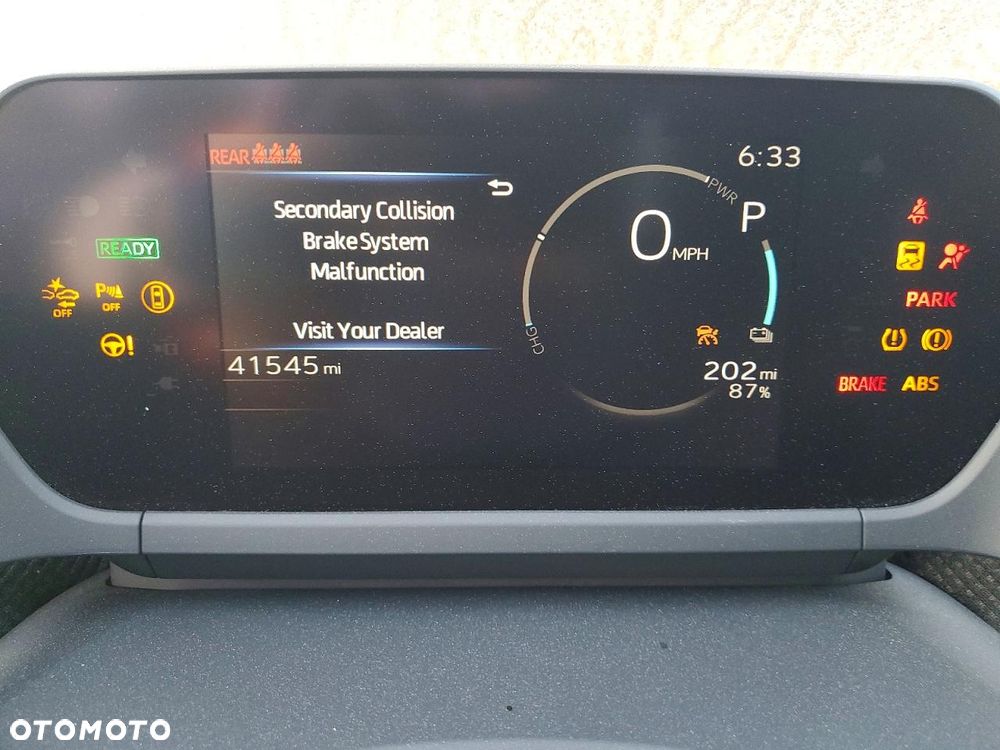 REAR
6:33
Secondary Collision
Brake System
Malfunction
Visit Your Dealer
41545 mi
PWR
P
0 MPH
CHG
202 mi
87%
READY
OFF
P
OFF
PARK
BRAKE
ABS
OTOMOTO